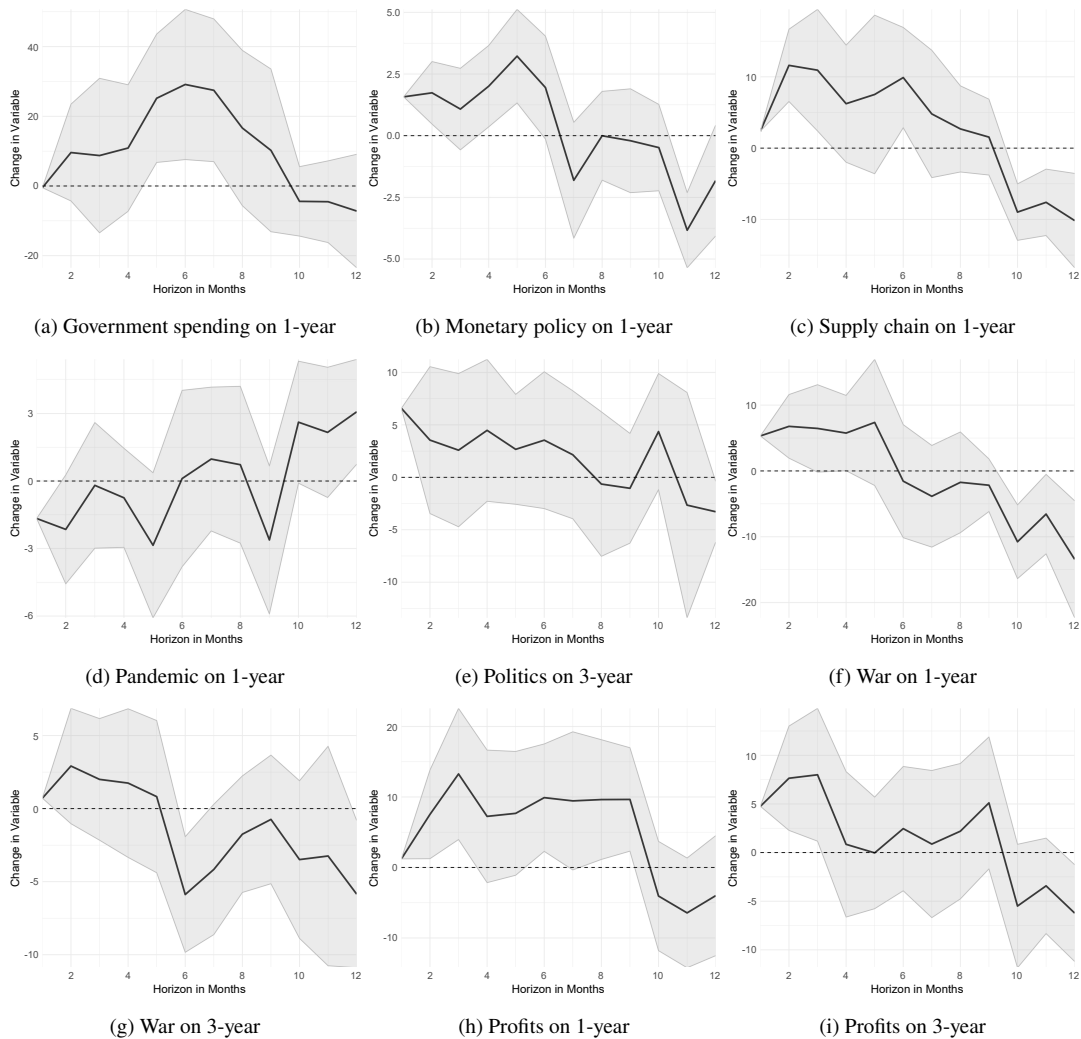 Change in Variable
40
20
0
-20
2 4 6 8 10 12
Horizon in Months
(a) Government spending on 1-year
Change in Variable
5.0
2.5
0.0
-2.5
-5.0
2 4 6 8 10 12
Horizon in Months
(b) Monetary policy on 1-year
Change in Variable
10
0
-10
2 4 6 8 10 12
Horizon in Months
(c) Supply chain on 1-year
Change in Variable
3
0
-3
-6
2 4 6 8 10 12
Horizon in Months
(d) Pandemic on 1-year
Change in Variable
10
5
0
-5
-10
2 4 6 8 10 12
Horizon in Months
(e) Politics on 3-year
Change in Variable
10
0
-10
-20
2 4 6 8 10 12
Horizon in Months
(f) War on 1-year
Change in Variable
5
0
-5
-10
2 4 6 8 10 12
Horizon in Months
(g) War on 3-year
Change in Variable
20
10
0
-10
2 4 6 8 10 12
Horizon in Months
(h) Profits on 1-year
Change in Variable
10
5
0
-5
-10
2 4 6 8 10 12
Horizon in Months
(i) Profits on 3-year